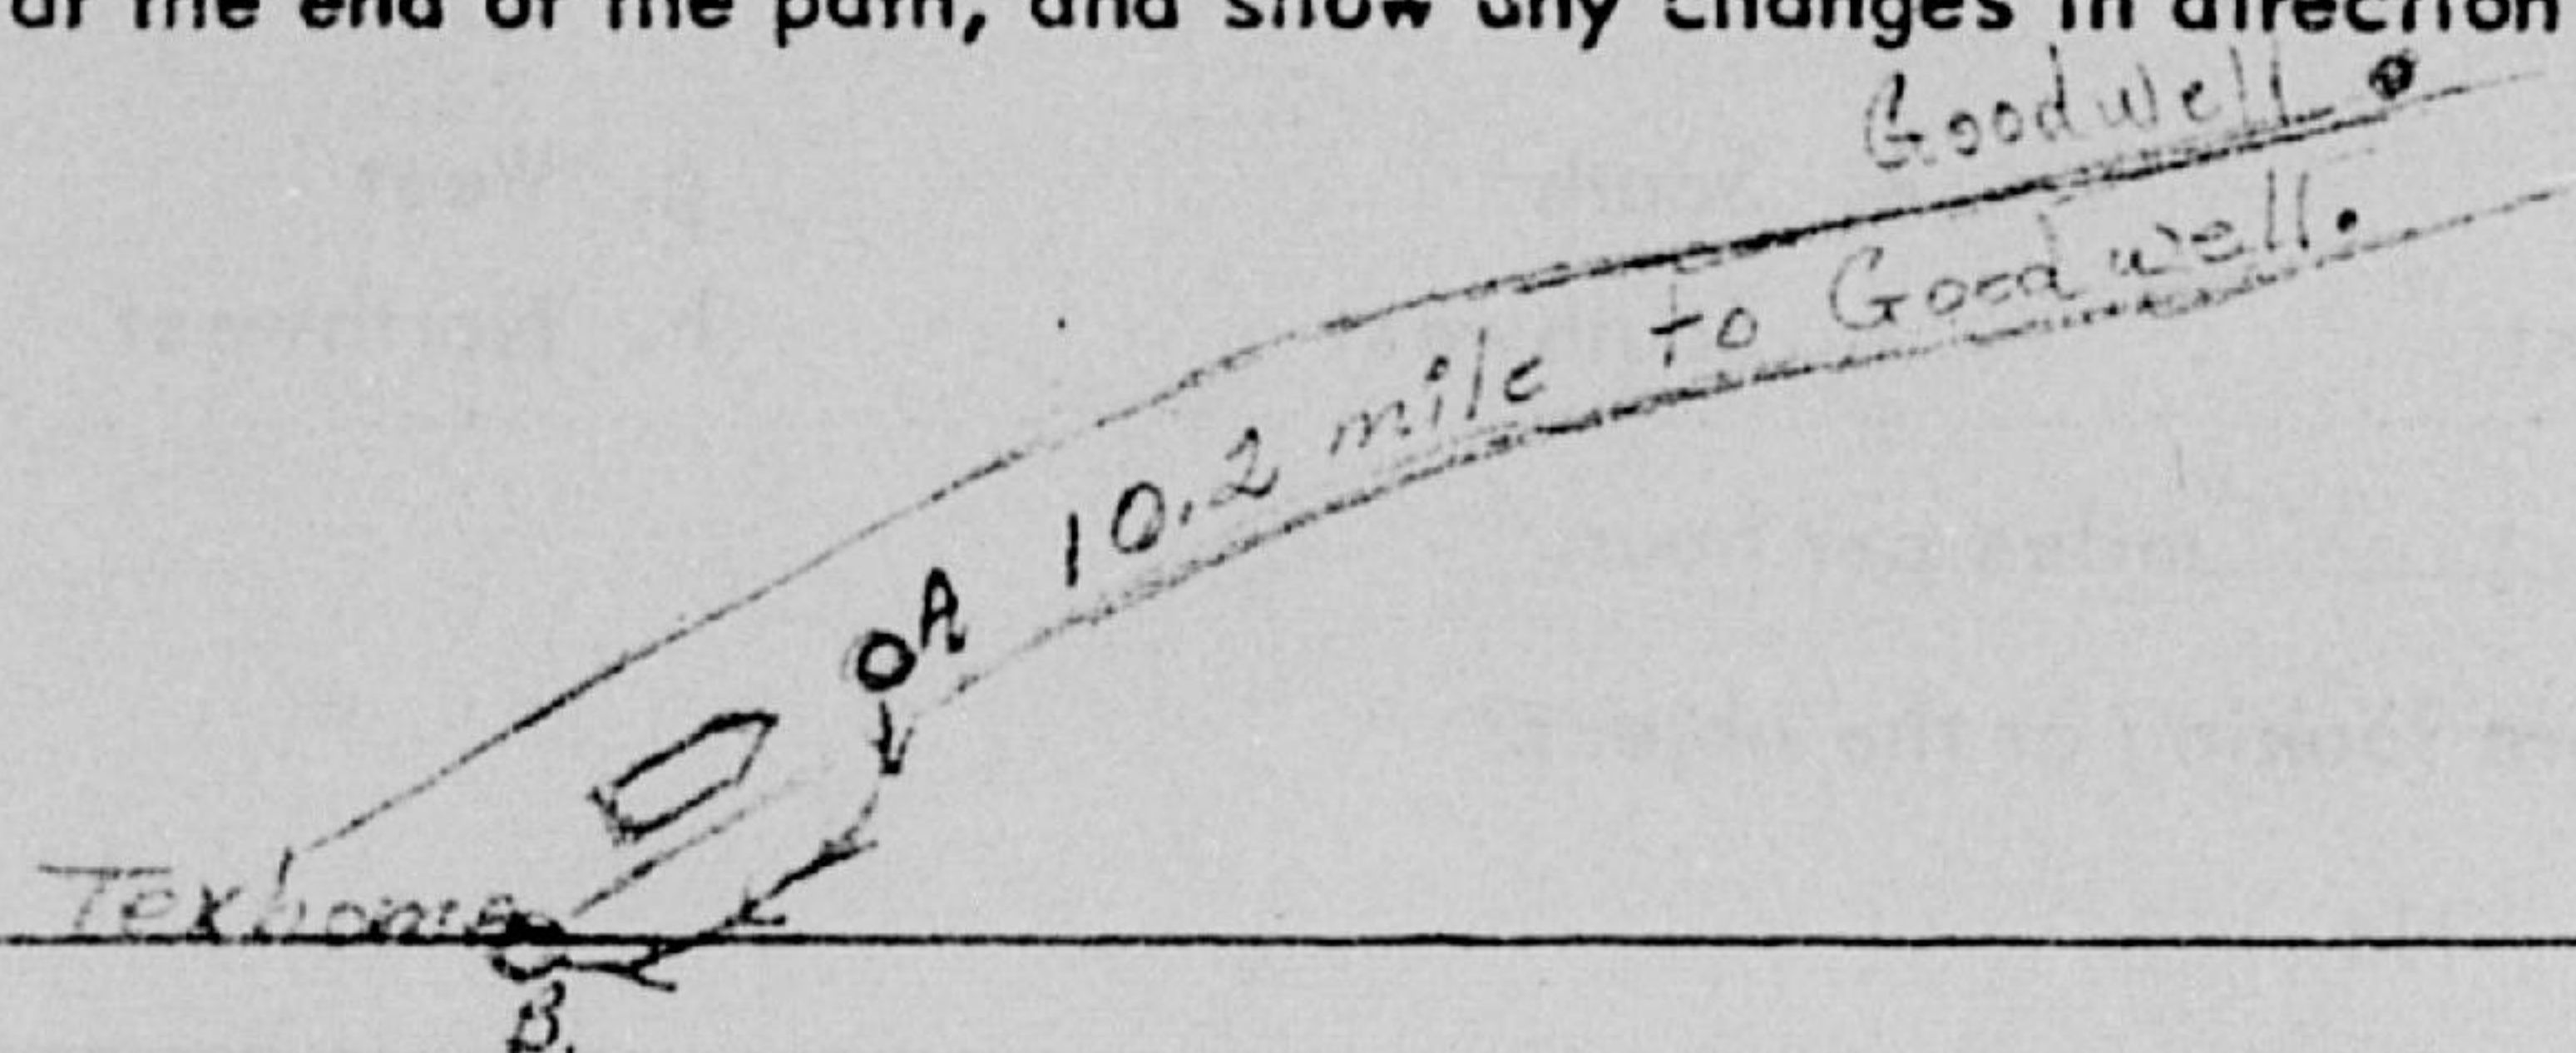 at the end of the path, and show any changes in direction
Goodwell
10.2 mile to Goodwell.
A
Texhoma
B.